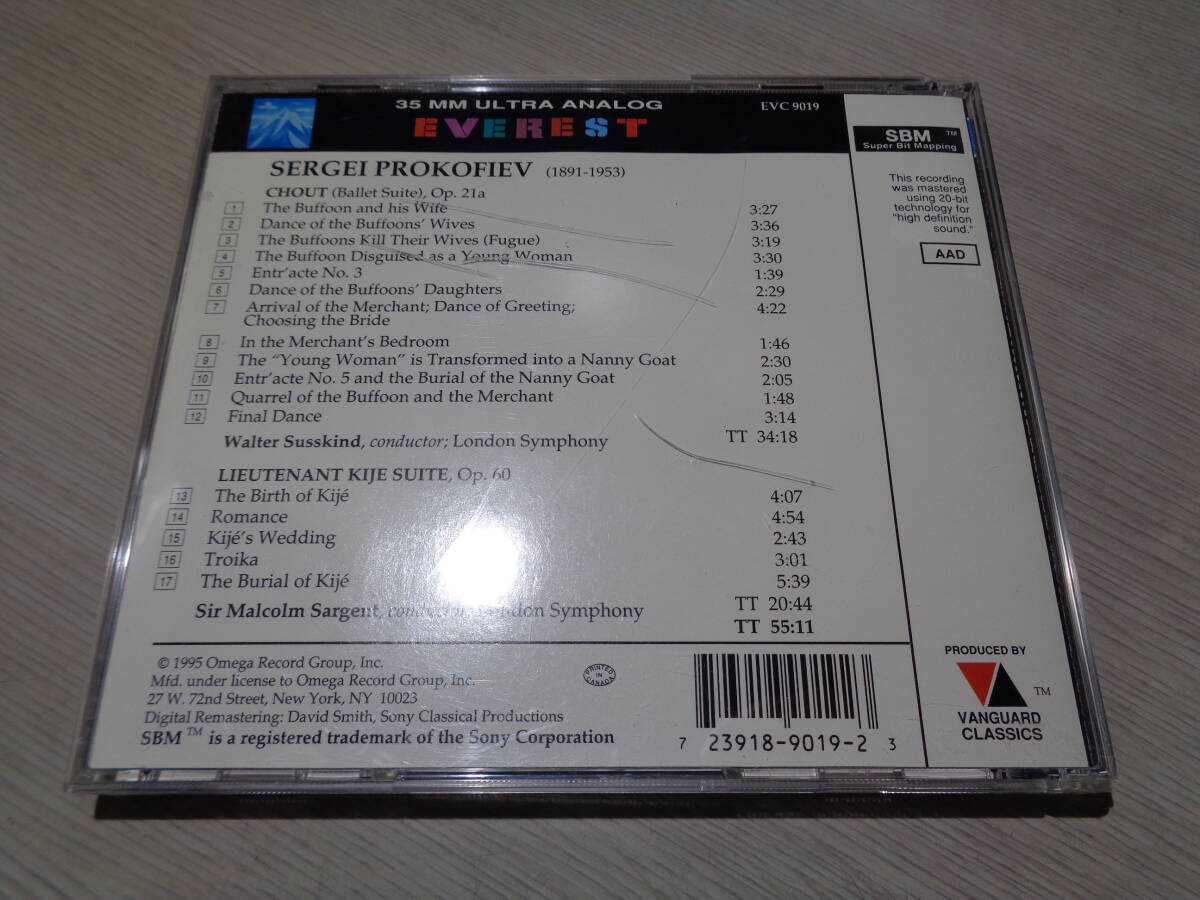 35 MM ULTRA ANALOG
EVEREST
EVC 9019
SERGEI PROKOFIEV (1891-1953)
CHOUT (Ballet Suite), Op. 21a
1 The Buffoon and his Wife 3:27
2 Dance of the Buffoons' Wives 3:36
3 The Buffoons Kill Their Wives (Fugue) 3:19
4 The Buffoon Disguised as a Young Woman 3:30
5 Entr'acte No. 3 1:39
6 Dance of the Buffoons' Daughters 2:29
7 Arrival of the Merchant; Dance of Greeting; 4:22
Choosing the Bride
8 In the Merchant's Bedroom 1:46
9 The "Young Woman" is Transformed into a Nanny Goat 2:30
10 Entr'acte No. 5 and the Burial of the Nanny Goat 2:05
11 Quarrel of the Buffoon and the Merchant 1:48
12 Final Dance 3:14
Walter Susskind, conductor; London Symphony TT 34:18
LIEUTENANT KIJE SUITE, Op. 60
13 The Birth of Kijé 4:07
14 Romance 4:54
15 Kijé's Wedding 2:43
16 Troika 3:01
17 The Burial of Kijé 5:39
Sir Malcolm Sargent, conductor; London Symphony TT 20:44
TT 55:11
© 1995 Omega Record Group, Inc.
Mfd. under license to Omega Record Group, Inc.
27 W. 72nd Street, New York, NY 10023
Digital Remastering: David Smith, Sony Classical Productions
SBM™ is a registered trademark of the Sony Corporation
PRINTED IN CANADA
7 23918-9019-2 3
SBM ™
Super Bit Mapping
This recording
was mastered
using 20-bit
technology for
"high definition
sound."
AAD
PRODUCED BY
TM
VANGUARD
CLASSICS